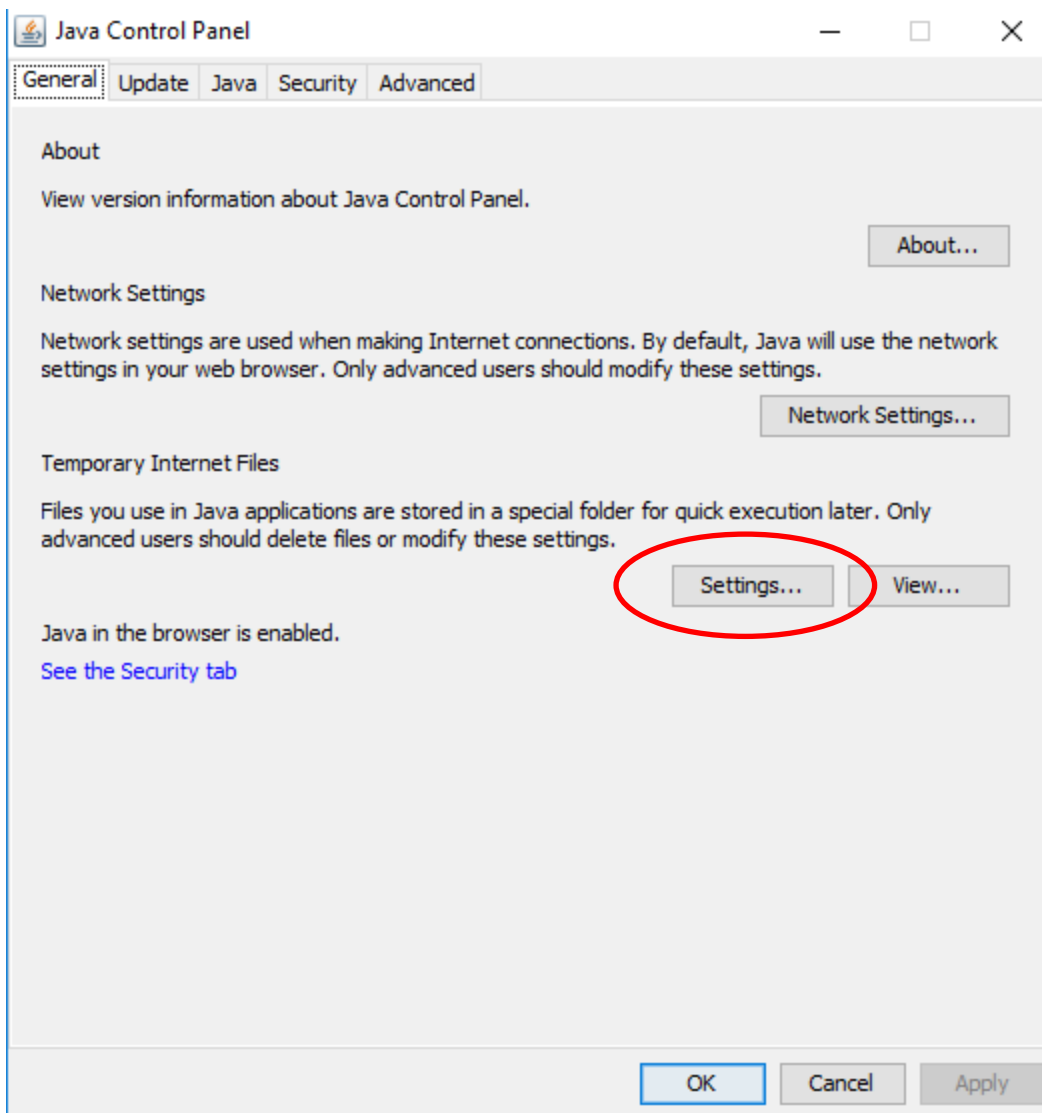 Java Control Panel
General Update Java Security Advanced
About
View version information about Java Control Panel.
About...
Network Settings
Network settings are used when making Internet connections. By default, Java will use the network
settings in your web browser. Only advanced users should modify these settings.
Network Settings...
Temporary Internet Files
Files you use in Java applications are stored in a special folder for quick execution later. Only
advanced users should delete files or modify these settings.
Settings... View...
Java in the browser is enabled.
See the Security tab
OK Cancel Apply